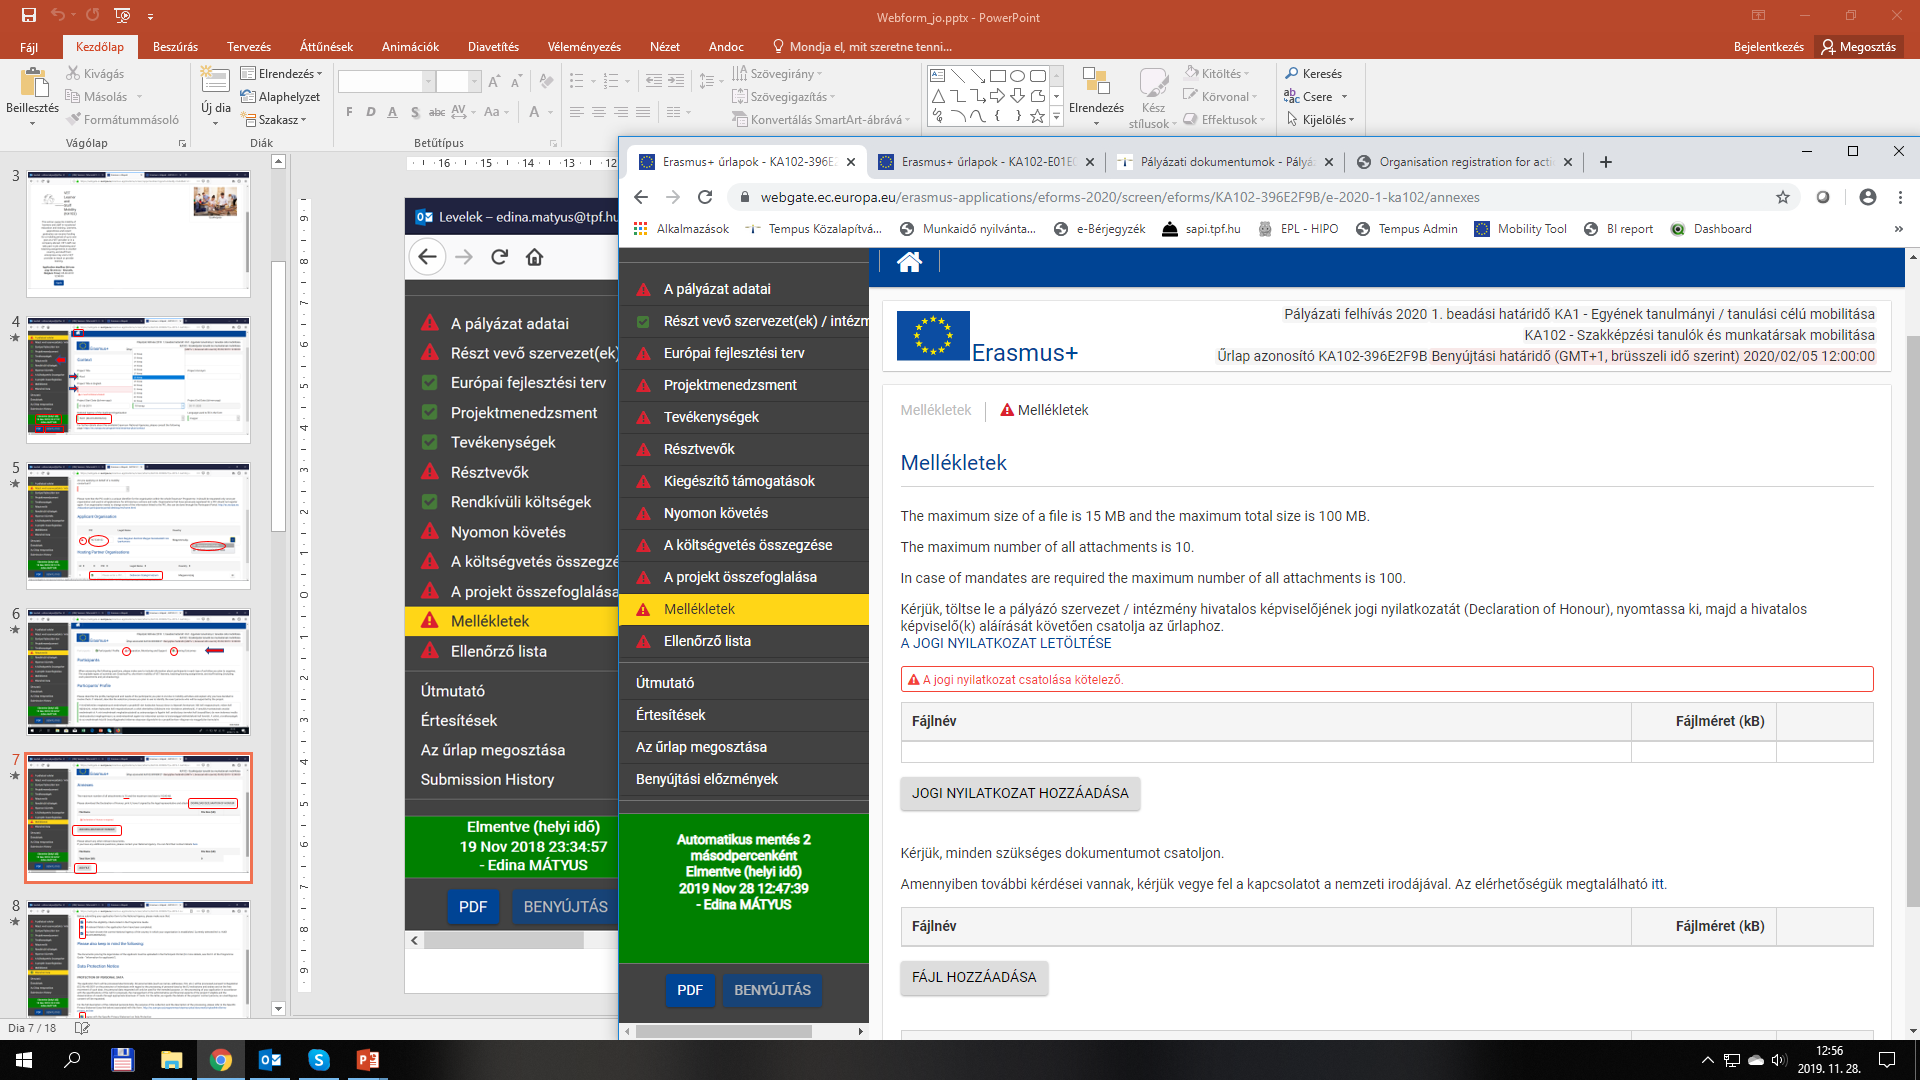 Webform_jo.pptx - PowerPoint
Fájl
Kezdőlap
Beszúrás
Tervezés
Áttűnések
Animációk
Diavetítés
Véleményezés
Nézet
Andoc
Mondja el, mit szeretne tenni...
Bejelentkezés
Megosztás
Beillesztés
Kivágás
Másolás
Formátummásoló
Vágólap
Új dia
Elrendezés
Alaphelyzet
Szakasz
Diák
Betűtípus
Szövegirány
Szövegigazítás
Konvertálás SmartArt-ábrává
Elrendezés
Kész stílusok
Kitöltés
Körvonal
Effektusok
Keresés
Csere
Kijelölés
3
4
5
6
7
8
Dia 7 / 18
Levelek – edina.matyus@tpf.hu
A pályázat adatai
Részt vevő szervezet(ek)
Európai fejlesztési terv
Projektmenedzsment
Tevékenységek
Résztvevők
Rendkívüli költségek
Nyomon követés
A költségvetés összegzé
A projekt összefoglalása
Mellékletek
Ellenőrző lista
Útmutató
Értesítések
Az űrlap megosztása
Submission History
Elmentve (helyi idő)
19 Nov 2018 23:34:57
- Edina MÁTYUS
PDF
BENYÚJTÁS
Erasmus+ űrlapok - KA102-396E2
Erasmus+ űrlapok - KA102-E01E
Pályázati dokumentumok - Pályá
Organisation registration for acti
webgate.ec.europa.eu/erasmus-applications/eforms-2020/screen/eforms/KA102-396E2F9B/e-2020-1-ka102/annexes
Alkalmazások
Tempus Közalapítvá...
Munkaidő nyilvánta...
e-Bérjegyzék
sapi.tpf.hu
EPL - HIPO
Tempus Admin
Mobility Tool
BI report
Dashboard
A pályázat adatai
Részt vevő szervezet(ek) / intézm
Európai fejlesztési terv
Projektmenedzsment
Tevékenységek
Résztvevők
Kiegészítő támogatások
Nyomon követés
A költségvetés összegzése
A projekt összefoglalása
Mellékletek
Ellenőrző lista
Útmutató
Értesítések
Az űrlap megosztása
Benyújtási előzmények
Automatikus mentés 2
másodpercenként
Elmentve (helyi idő)
2019 Nov 28 12:47:39
- Edina MÁTYUS
PDF
BENYÚJTÁS
Erasmus+
Pályázati felhívás 2020 1. beadási határidő KA1 - Egyének tanulmányi / tanulási célú mobilitása
KA102 - Szakképzési tanulók és munkatársak mobilitása
Űrlap azonosító KA102-396E2F9B Benyújtási határidő (GMT+1, brüsszeli idő szerint) 2020/02/05 12:00:00
Mellékletek
Mellékletek
Mellékletek
The maximum size of a file is 15 MB and the maximum total size is 100 MB.
The maximum number of all attachments is 10.
In case of mandates are required the maximum number of all attachments is 100.
Kérjük, töltse le a pályázó szervezet / intézmény hivatalos képviselőjének jogi nyilatkozatát (Declaration of Honour), nyomtassa ki, majd a hivatalos
képviselő(k) aláírását követően csatolja az űrlaphoz.
A JOGI NYILATKOZAT LETÖLTÉSE
A jogi nyilatkozat csatolása kötelező.
Fájlnév
Fájlméret (kB)
JOGI NYILATKOZAT HOZZÁADÁSA
Kérjük, minden szükséges dokumentumot csatoljon.
Amennyiben további kérdései vannak, kérjük vegye fel a kapcsolatot a nemzeti irodájával. Az elérhetőségük megtalálható itt.
Fájlnév
Fájlméret (kB)
FÁJL HOZZÁADÁSA
12:56
2019. 11. 28.